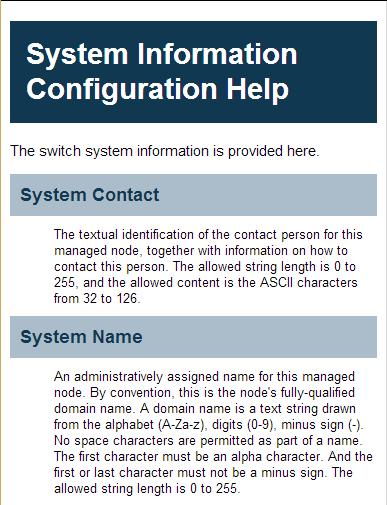 System Information
Configuration Help
The switch system information is provided here.
System Contact
The textual identification of the contact person for this
managed node, together with information on how to
contact this person. The allowed string length is 0 to
255, and the allowed content is the ASCII characters
from 32 to 126.
System Name
An administratively assigned name for this managed
node. By convention, this is the node's fully-qualified
domain name. A domain name is a text string drawn
from the alphabet (A-Za-z), digits (0-9), minus sign (-).
No space characters are permitted as part of a name.
The first character must be an alpha character. And the
first or last character must not be a minus sign. The
allowed string length is 0 to 255.